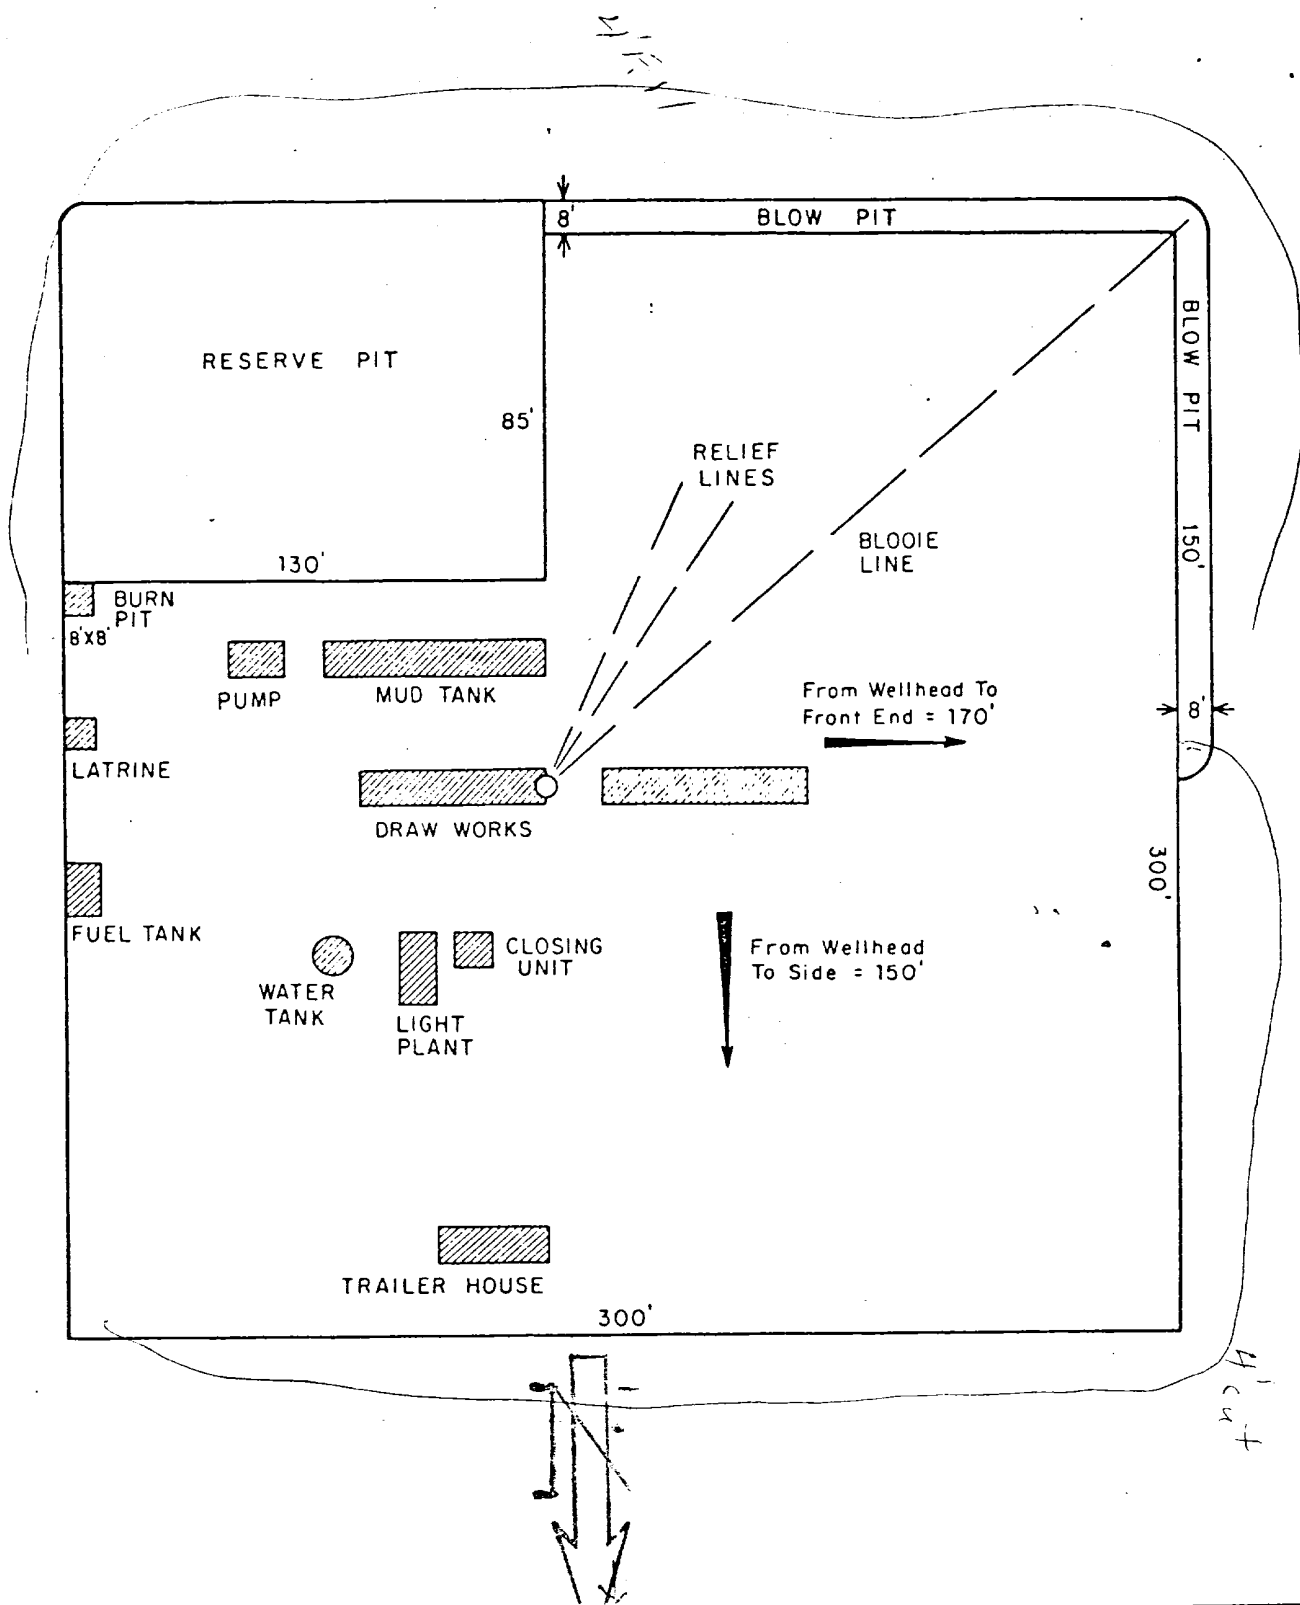 4' Fill
8'
BLOW PIT
BLOW PIT
RESERVE PIT
85'
RELIEF
LINES
BLOOIE
LINE
150'
130'
BURN
PIT
8'X8'
PUMP
MUD TANK
From Wellhead To
Front End = 170'
8'
LATRINE
DRAW WORKS
300'
FUEL TANK
CLOSING
UNIT
From Wellhead
To Side = 150'
WATER
TANK
LIGHT
PLANT
TRAILER HOUSE
300'
4' cut
N